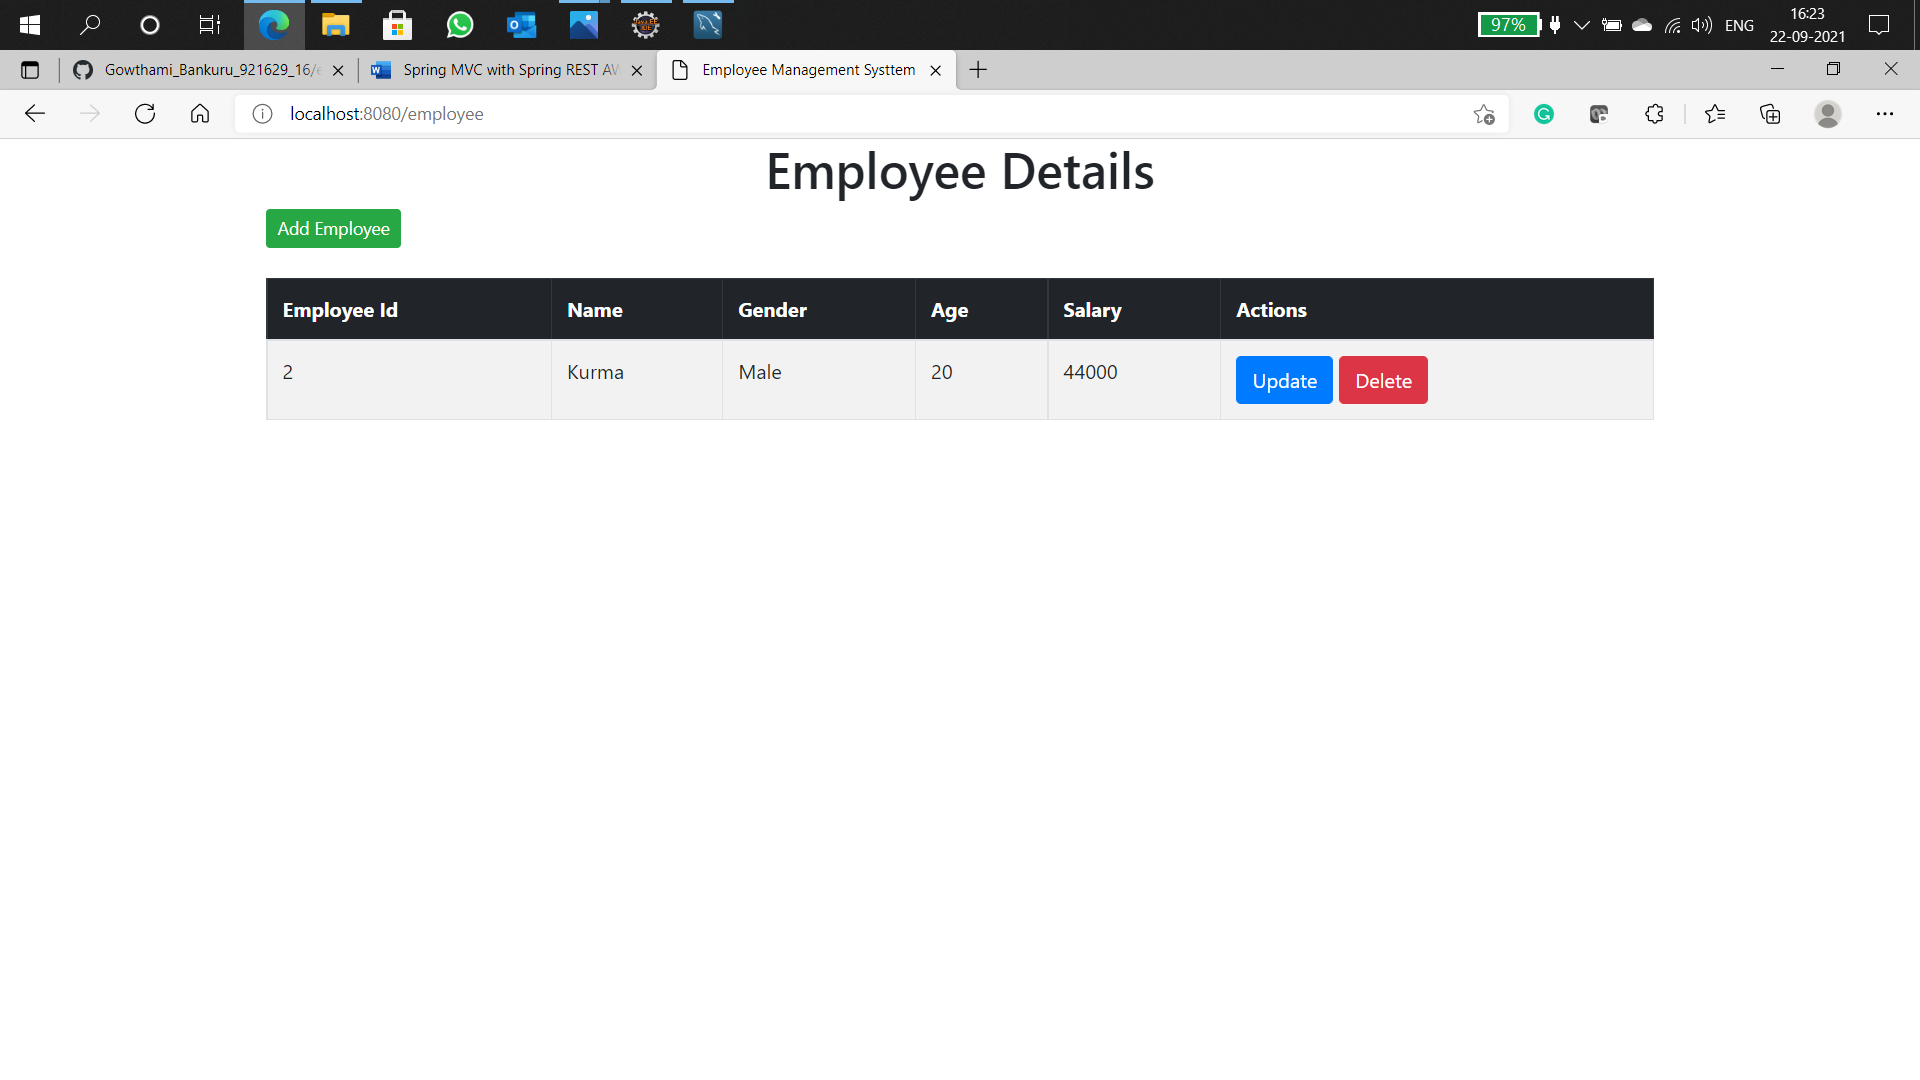 97%
ENG
16:23
22-09-2021
Gowthami_Bankuru_921629_16/
Spring MVC with Spring REST
Employee Management Systtem
localhost:8080/employee
Employee Details
Add Employee
Employee Id Name Gender Age Salary Actions
2 Kurma Male 20 44000 Update Delete